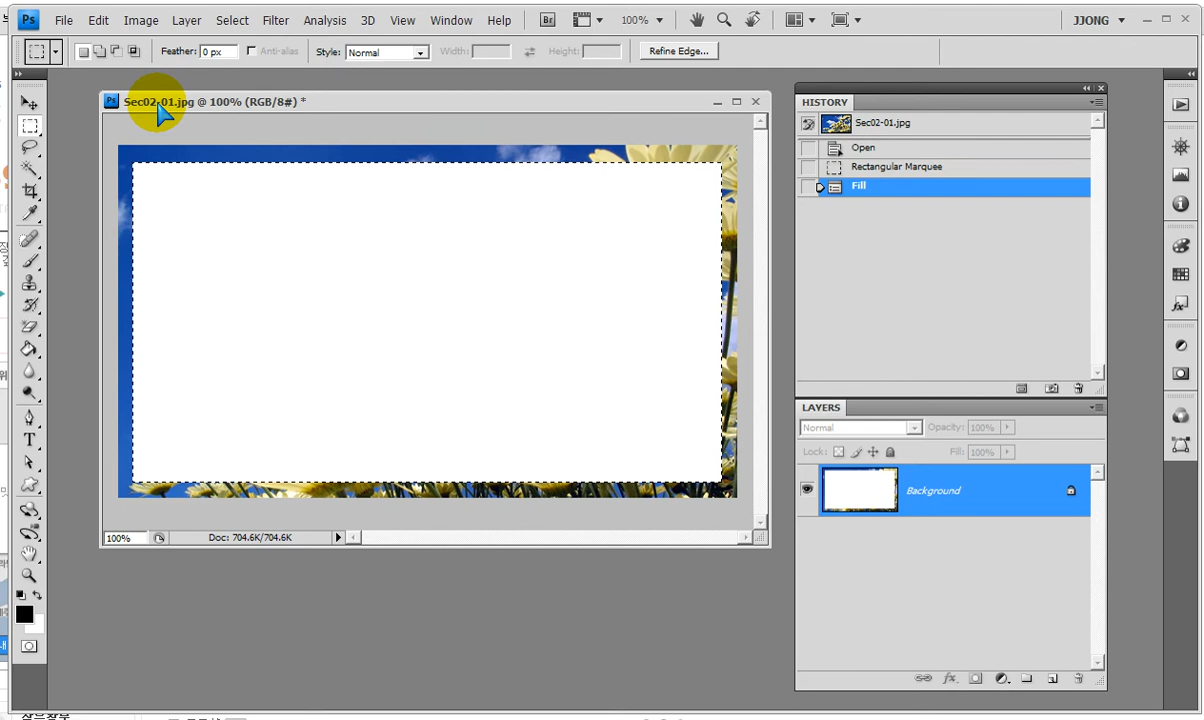 Ps File Edit Image Layer Select Filter Analysis 3D View Window Help Br 100% JJONG
Feather: 0 px Anti-alias Style: Normal Width: Height: Refine Edge...
Ps Sec02-01.jpg @ 100% (RGB/8#) *
HISTORY
Sec02-01.jpg
Open
Rectangular Marquee
Fill
LAYERS
Normal Opacity: 100%
Lock: Fill: 100%
Background
100% Doc: 704.6K/704.6K
T
fx.